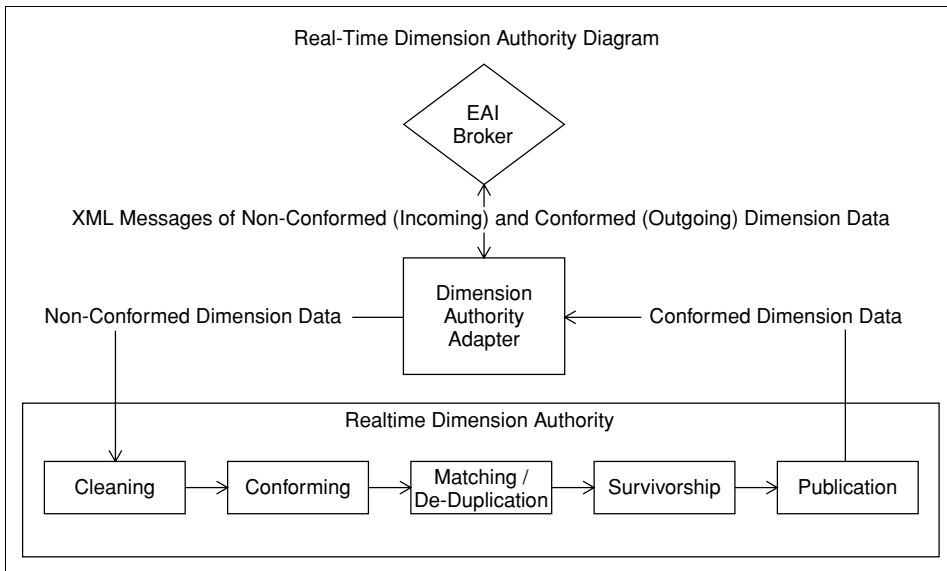 Real-Time Dimension Authority Diagram
EAI
Broker
XML Messages of Non-Conformed (Incoming) and Conformed (Outgoing) Dimension Data
Dimension
Authority
Adapter
Non-Conformed Dimension Data
Conformed Dimension Data
Realtime Dimension Authority
Cleaning
Conforming
Matching /
De-Duplication
Survivorship
Publication